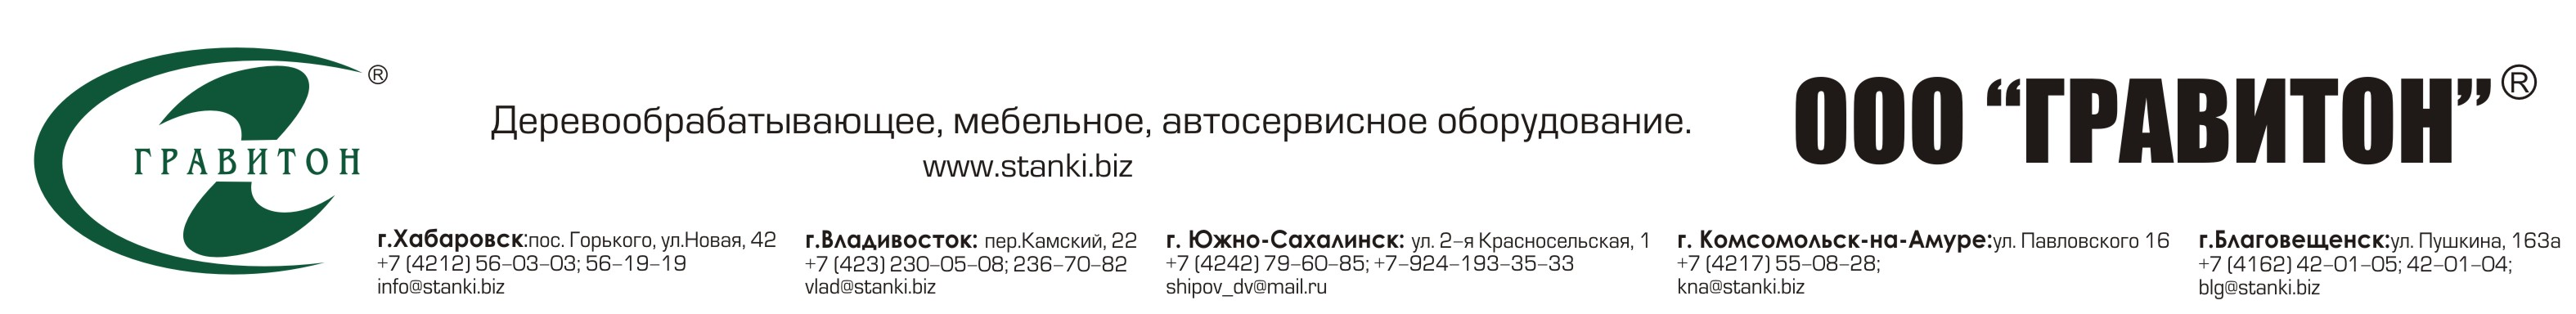 ГРАВИТОН ®
Деревообрабатывающее, мебельное, автосервисное оборудование.
www.stanki.biz
ООО “ГРАВИТОН” ®
г.Хабаровск:пос. Горького, ул.Новая, 42
+7 (4212) 56-03-03; 56-19-19
info@stanki.biz
г.Владивосток: пер.Камский, 22
+7 (423) 230-05-08; 236-70-82
vlad@stanki.biz
г. Южно-Сахалинск: ул. 2-я Красносельская, 1
+7 (4242) 79-60-85; +7-924-193-35-33
shipov_dv@mail.ru
г. Комсомольск-на-Амуре:ул. Павловского 16
+7 (4217) 55-08-28;
kna@stanki.biz
г.Благовещенск:ул. Пушкина, 163а
+7 (4162) 42-01-05; 42-01-04;
blg@stanki.biz